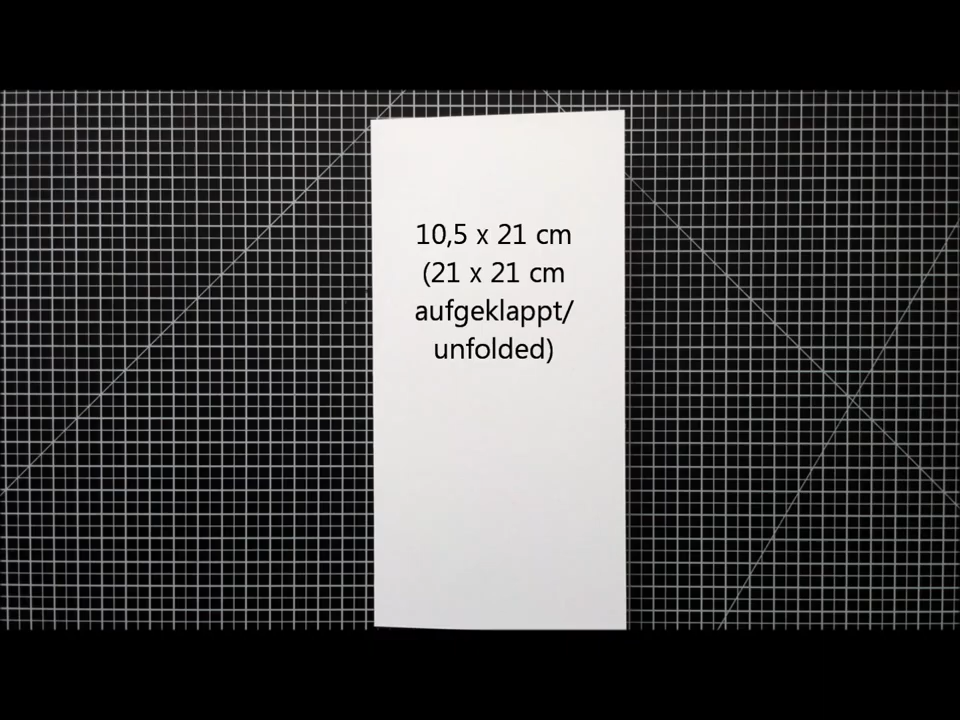 10,5 x 21 cm
(21 x 21 cm
aufgeklappt/
unfolded)